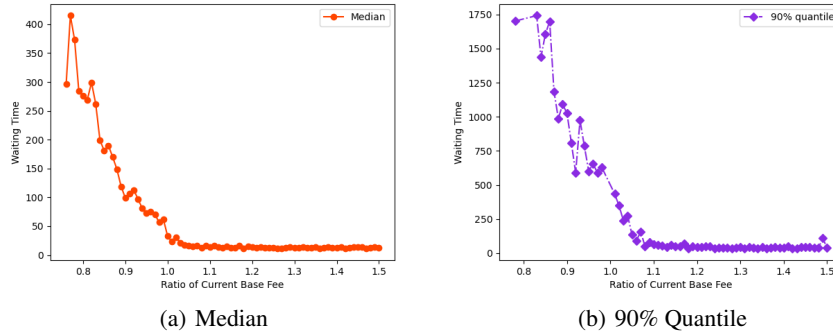 Median
400
350
300
250
200
150
100
50
0
Waiting Time
0.8 0.9 1.0 1.1 1.2 1.3 1.4 1.5
Ratio of Current Base Fee
(a) Median
90% quantile
1750
1500
1250
1000
750
500
250
0
Waiting Time
0.8 0.9 1.0 1.1 1.2 1.3 1.4 1.5
Ratio of Current Base Fee
(b) 90% Quantile